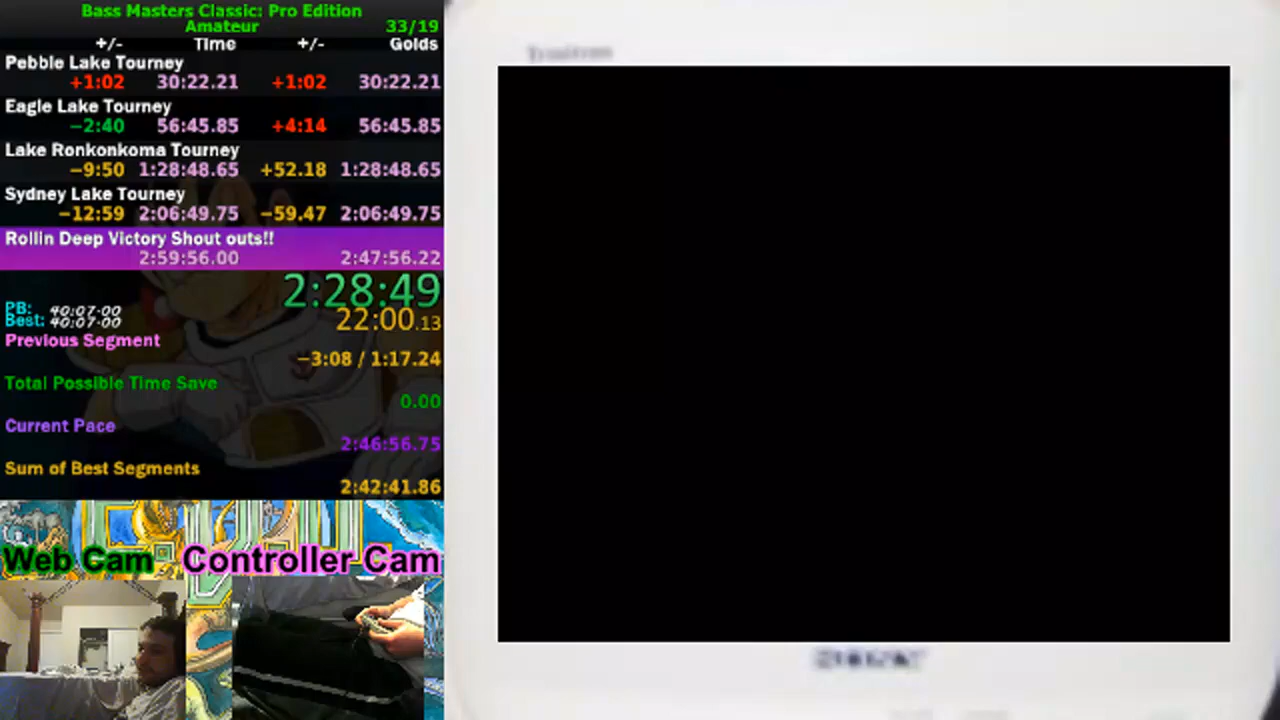 Bass Masters Classic: Pro Edition
Amateur 33/19
+/- Time +/- Golds
Pebble Lake Tourney
+1:02 30:22.21 +1:02 30:22.21
Eagle Lake Tourney
−2:40 56:45.85 +4:14 56:45.85
Lake Ronkonkoma Tourney
−9:50 1:28:48.65 +52.18 1:28:48.65
Sydney Lake Tourney
−12:59 2:06:49.75 −59.47 2:06:49.75
Rollin Deep Victory Shout outs!!
2:59:56.00 2:47:56.22
2:28:49
PB: 40:07.00 22:00.13
Best: 40:07.00
Previous Segment
−3:08 / 1:17.24
Total Possible Time Save
0.00
Current Pace
2:46:56.75
Sum of Best Segments
2:42:41.86
Web Cam Controller Cam